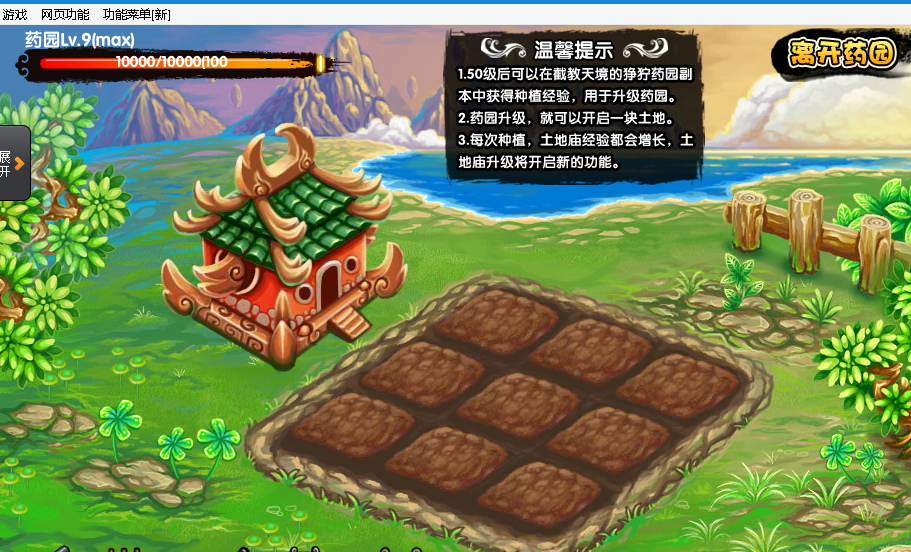 游戏 网页功能 功能菜单[新]
药园Lv.9(max)
10000/10000(100
离开药园
温馨提示
1.50级后可以在截教天境的狰狞药园副
本中获得种植经验，用于升级药园。
2.药园升级，就可以开启一块土地。
3.每次种植，土地庙经验都会增长，土
地庙升级将开启新的功能。
展
开